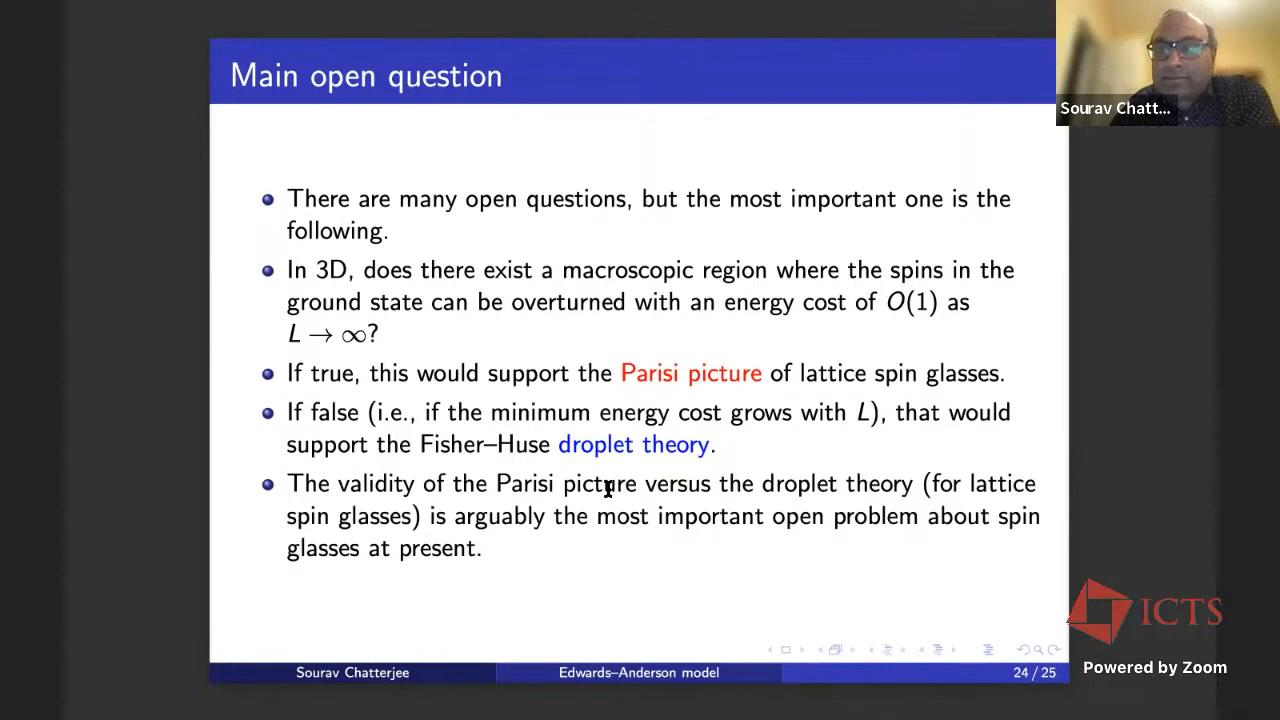 Main open question
Sourav Chatt...
There are many open questions, but the most important one is the
following.
In 3D, does there exist a macroscopic region where the spins in the
ground state can be overturned with an energy cost of O(1) as
L → ∞?
If true, this would support the Parisi picture of lattice spin glasses.
If false (i.e., if the minimum energy cost grows with L), that would
support the Fisher–Huse droplet theory.
The validity of the Parisi picture versus the droplet theory (for lattice
spin glasses) is arguably the most important open problem about spin
glasses at present.
ICTS
Powered by Zoom
Sourav Chatterjee
Edwards–Anderson model
24 / 25